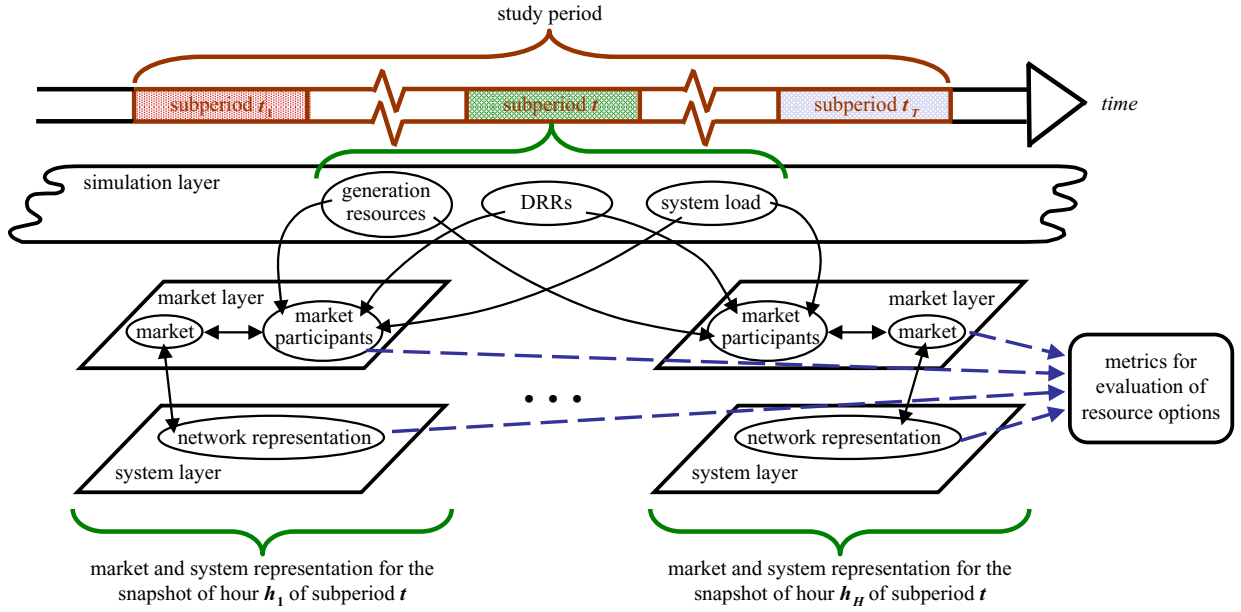 study period
subperiod t₁
subperiod t
subperiod t_T
time
simulation layer
generation
resources
DRRs
system load
market layer
market
market
participants
market
participants
market layer
market
metrics for
evaluation of
resource options
...
network representation
system layer
network representation
system layer
market and system representation for the
snapshot of hour h₁ of subperiod t
market and system representation for the
snapshot of hour h_H of subperiod t